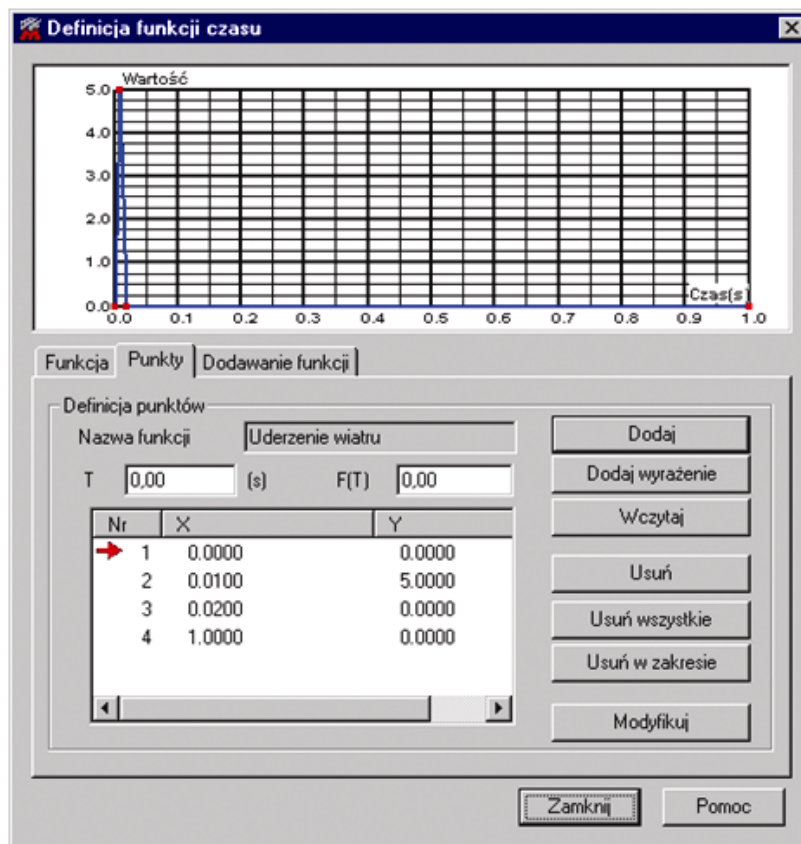 Definicja funkcji czasu
Wartość
5.0
4.0
3.0
2.0
1.0
0.0
Czas(s)
0.0 0.1 0.2 0.3 0.4 0.5 0.6 0.7 0.8 0.9 1.0
Funkcja Punkty Dodawanie funkcji
Definicja punktów
Nazwa funkcji Uderzenie wiatru
T 0,00 (s) F(T) 0,00
Nr X Y
1 0.0000 0.0000
2 0.0100 5.0000
3 0.0200 0.0000
4 1.0000 0.0000
Dodaj
Dodaj wyrażenie
Wczytaj
Usuń
Usuń wszystkie
Usuń w zakresie
Modyfikuj
Zamknij Pomoc